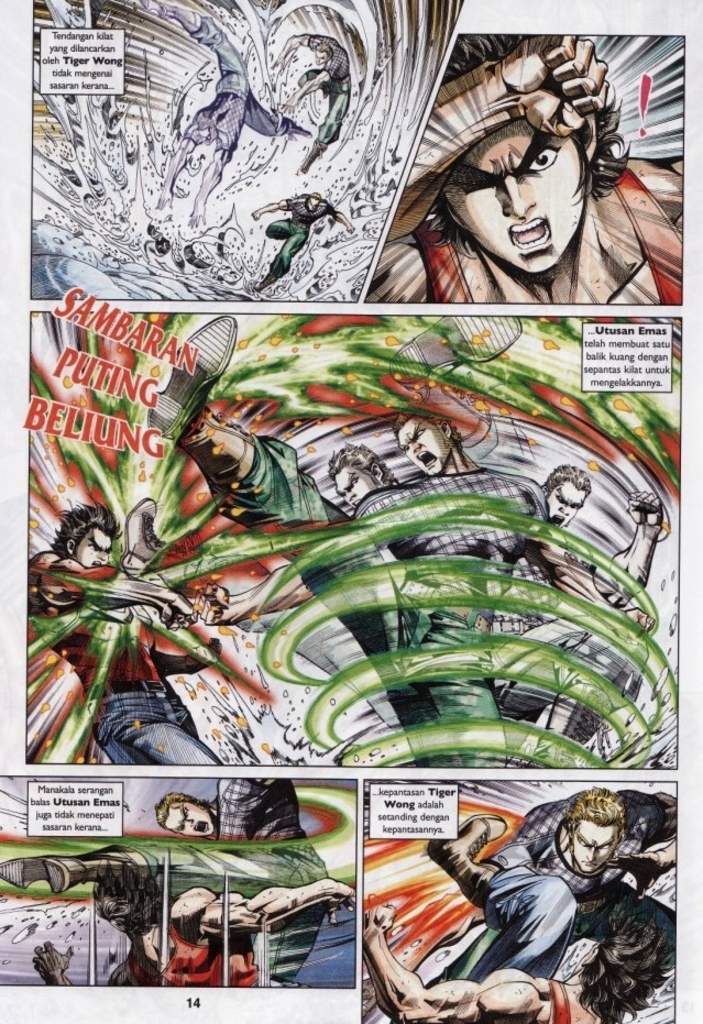 Tendangan kilat
yang dilancarkan
oleh Tiger Wong
tidak mengenai
sasaran kerana...
!
SAMBARAN
PUTING
BELIUNG
...Utusan Emas
telah membuat satu
balik kuang dengan
sepantas kilat untuk
mengelakkannya.
Manakala serangan
balas Utusan Emas
juga tidak menepati
sasaran kerana...
...kepantasan Tiger
Wong adalah
setanding dengan
kepantasannya.
14